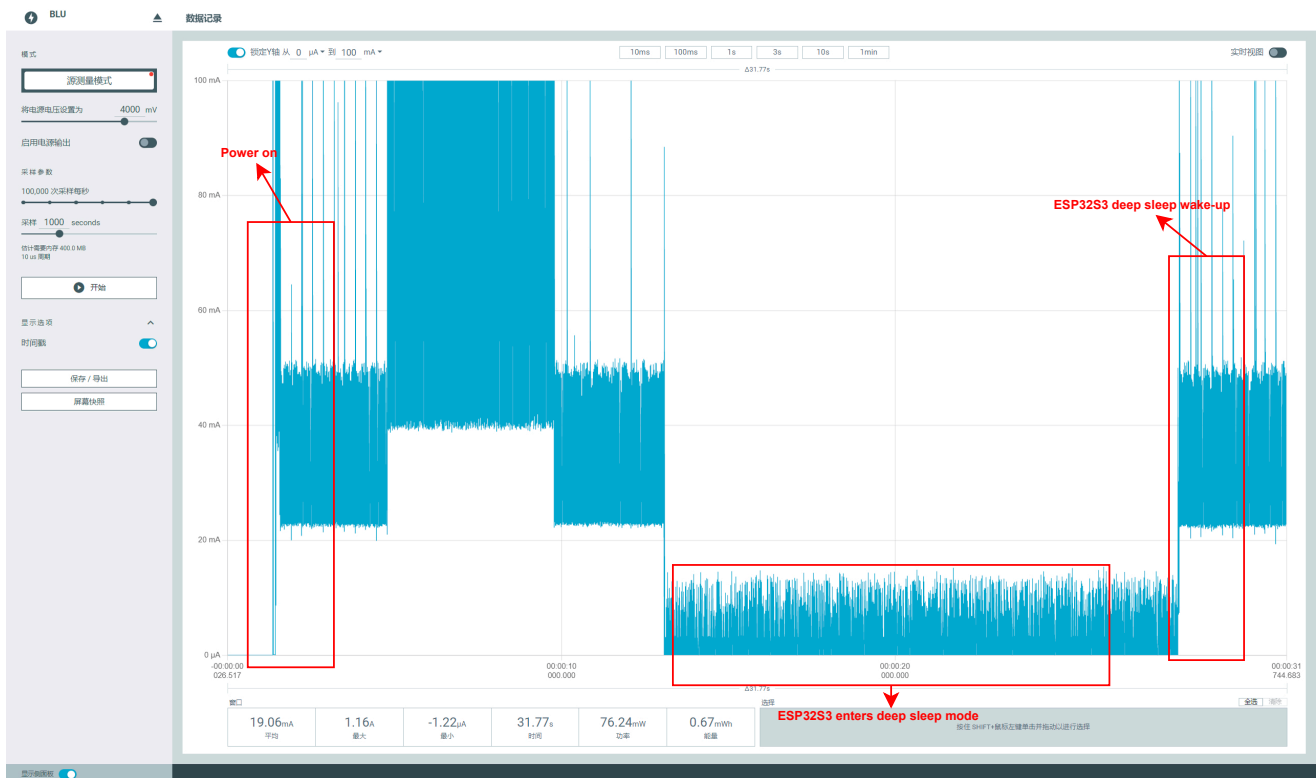 BLU
数据记录
模式
源测量模式
将电源电压设置为 4000 mV
启用电源输出
采样参数
100,000 次采样每秒
采样 1000 seconds
估计需要内存 400.0 MB
10 us 周期
开始
显示选项
时间戳
保存 / 导出
屏幕快照
显示侧面板
锁定Y轴 从 0 μA 到 100 mA
10ms 100ms 1s 3s 10s 1min
实时视图
Δ31.77s
100 mA
80 mA
60 mA
40 mA
20 mA
0 μA
Power on
ESP32S3 deep sleep wake-up
-00:00:00 00:00:10 00:00:20 00:00:31
026.517 000.000 000.000 744.683
Δ31.77s
ESP32S3 enters deep sleep mode
窗口
19.06mA 1.16A -1.22μA 31.77s 76.24mW 0.67mWh
平均 最大 最小 时间 功率 能量
选择 全选 清除
按住 SHIFT+鼠标左键单击并拖动以进行选择